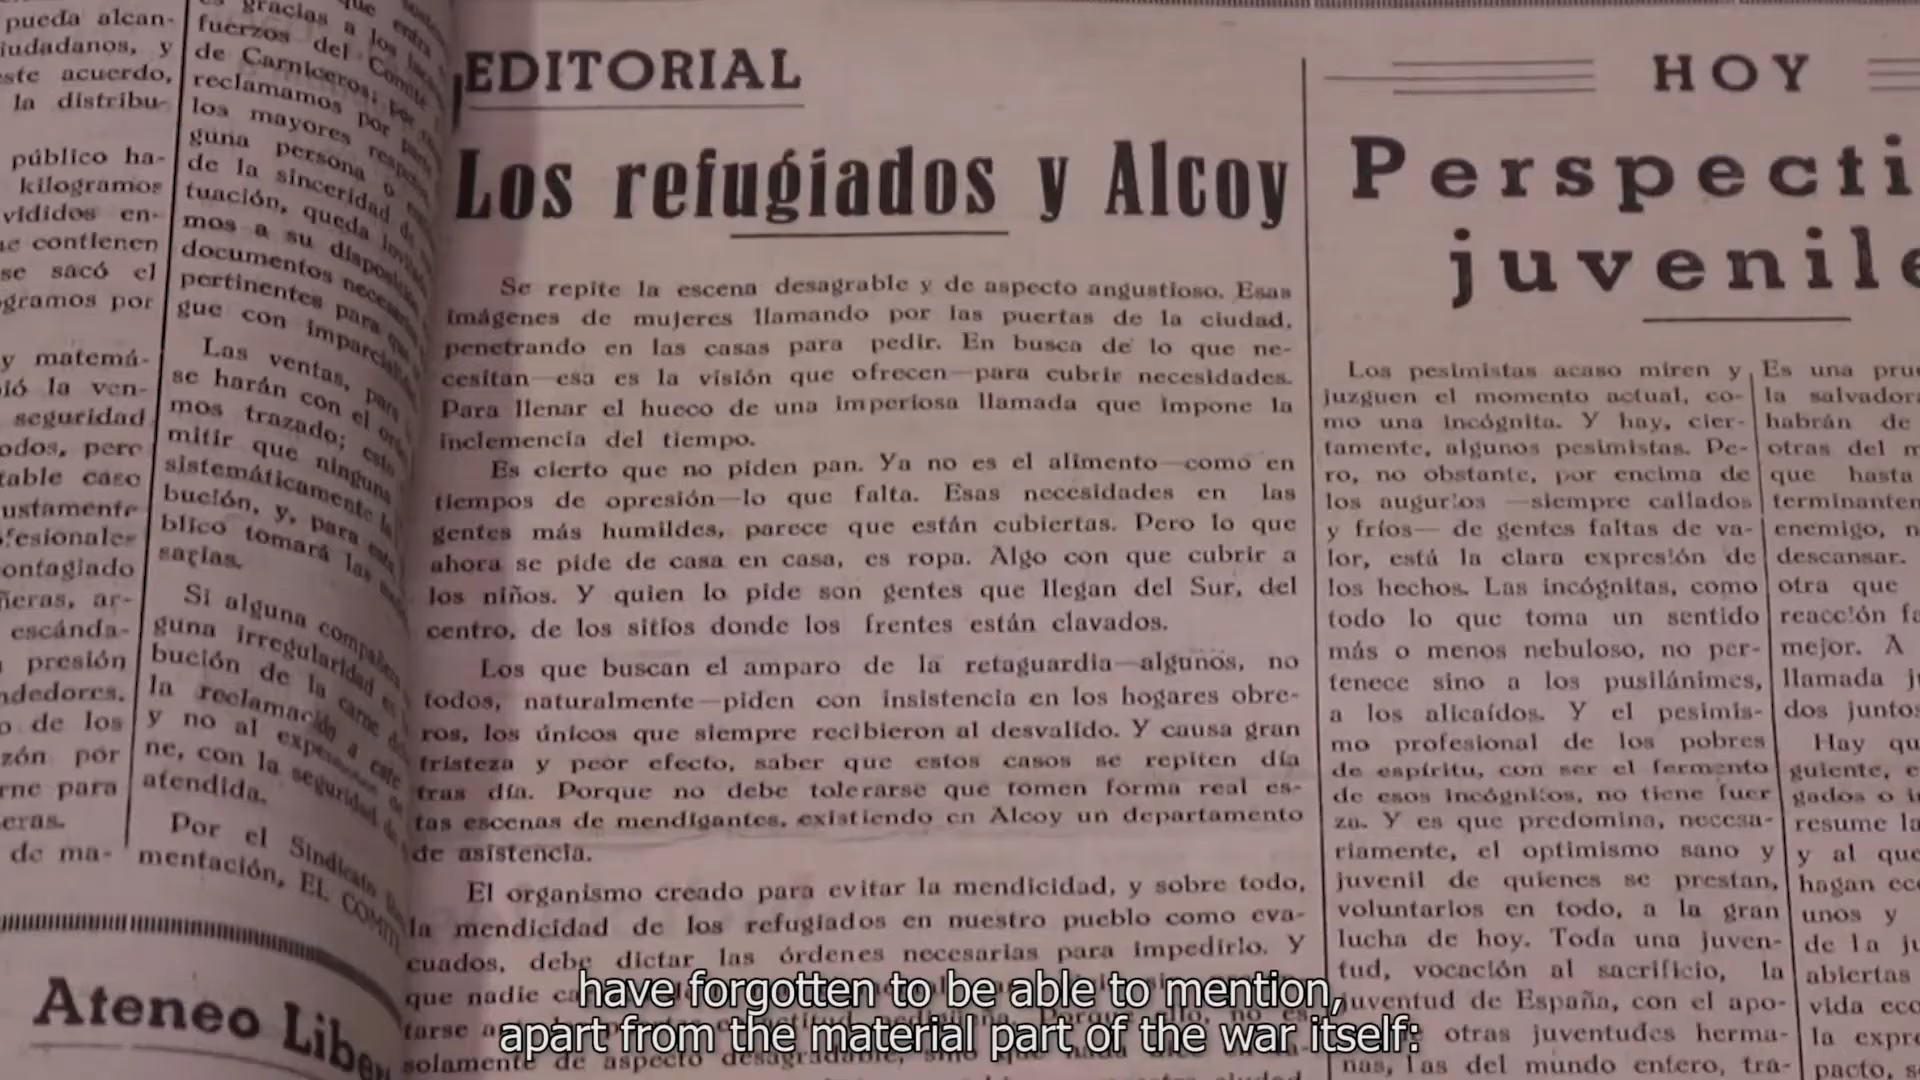 pueda alcan-
iudadanos, y
ste acuerdo,
la distribu-
público ha-
kilogramos
vididos en-
ue contienen
se sacó el
ogramos por
y matemá-
ió la ven-
seguridad
odos, pero
table caso
ustamente
fesionales
ontagiado
ñeras, ar-
escánda-
presión
ndedores.
o de los
zón por
rne para
eras.
de ma-
gracias a los
fuerzos del Comité
de Carniceros; por
reclamamos por
los mayores
guna persona o
de la sinceridad de
tuación, queda
mos a su disposición
documentos
pertinentes para que
gue con
Las ventas, para
se harán con el
mos trazado;
mitir que ninguna
sistemáticamente la
bución, y, para
blico tomará las
sarias.
Si alguna
guna irregularidad
bución de la carne
la reclamación a este
y no al
ne, con la seguridad de
atendida.
Por el Sindicato
mentación, EL COMITÉ
Ateneo Liber
EDITORIAL
Los refugiados y Alcoy
Se repite la escena desagrable y de aspecto angustioso. Esas
imágenes de mujeres llamando por las puertas de la ciudad,
penetrando en las casas para pedir. En busca de lo que ne-
cesitan—esa es la visión que ofrecen—para cubrir necesidades.
Para llenar el hueco de una imperiosa llamada que impone la
inclemencia del tiempo.
Es cierto que no piden pan. Ya no es el alimento—como en
tiempos de opresión—lo que falta. Esas necesidades en las
gentes más humildes, parece que están cubiertas. Pero lo que
ahora se pide de casa en casa, es ropa. Algo con que cubrir a
los niños. Y quien lo pide son gentes que llegan del Sur, del
centro, de los sitios donde los frentes están clavados.
Los que buscan el amparo de la retaguardia—algunos, no
todos, naturalmente—piden con insistencia en los hogares obre-
ros, los únicos que siempre recibieron al desvalido. Y causa gran
tristeza y peor efecto, saber que estos casos se repiten día
tras día. Porque no debe tolerarse que tomen forma real es-
tas escenas de mendigantes, existiendo en Alcoy un departamento
de asistencia.
El organismo creado para evitar la mendicidad, y sobre todo,
la mendicidad de los refugiados en nuestro pueblo como eva-
cuados, debe dictar las órdenes necesarias para impedirlo. Y
que nadie
tarse
solamente de aspecto desagradable,
HOY
Perspecti
juvenile
Los pesimistas acaso miren y
juzguen el momento actual, co-
mo una incógnita. Y hay, cier-
tamente, algunos pesimistas. Pe-
ro, no obstante, por encima de
los augurios —siempre callados
y fríos— de gentes faltas de va-
lor, está la clara expresión de
los hechos. Las incógnitas, como
todo lo que toma un sentido
más o menos nebuloso, no per-
tenece sino a los pusilánimes,
a los alicaídos. Y el pesimis-
mo profesional de los pobres
de espíritu, con ser el fermento
de esos incógnitos, no tiene fuer
za. Y es que predomina, necesa-
riamente, el optimismo sano y
juvenil de quienes se prestan,
voluntarios en todo, a la gran
lucha de hoy. Toda una juven-
tud, vocación al sacrificio, la
juventud de España, con el apo-
otras juventudes herma-
nas, las del mundo entero, tra-
Es una prue
la salvadora
habrán de
otras del m
que hasta
terminanten
enemigo, n
descansar.
otra que
reacción fa
mejor. A
llamada ju
dos juntos
Hay qu
guiente, e
gados o in
resume la
y al que
hagan eco
unos y
de la ju
abiertas
vida eco
la expre
pacto, s
have forgotten to be able to mention,
apart from the material part of the war itself: